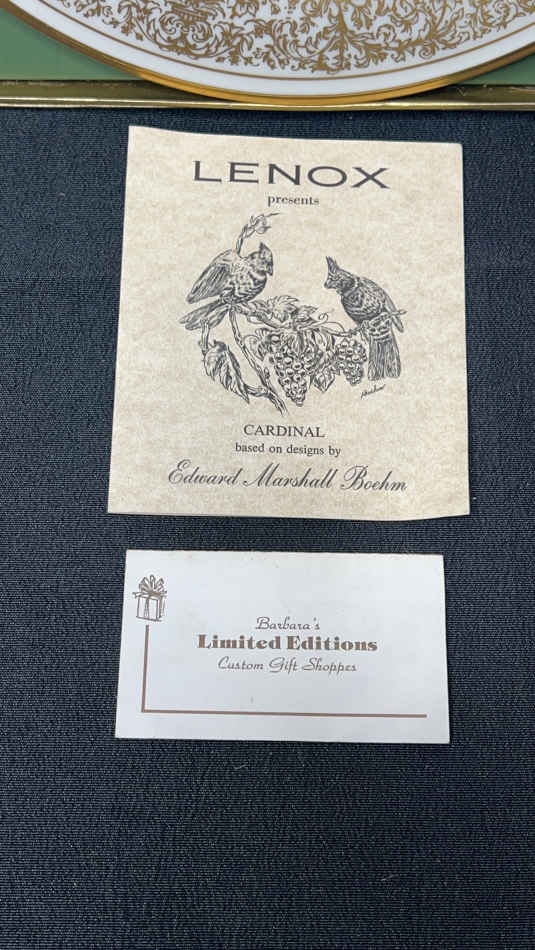 LENOX
presents
CARDINAL
based on designs by
Edward Marshall Boehm
Barbara's
Limited Editions
Custom Gift Shoppes